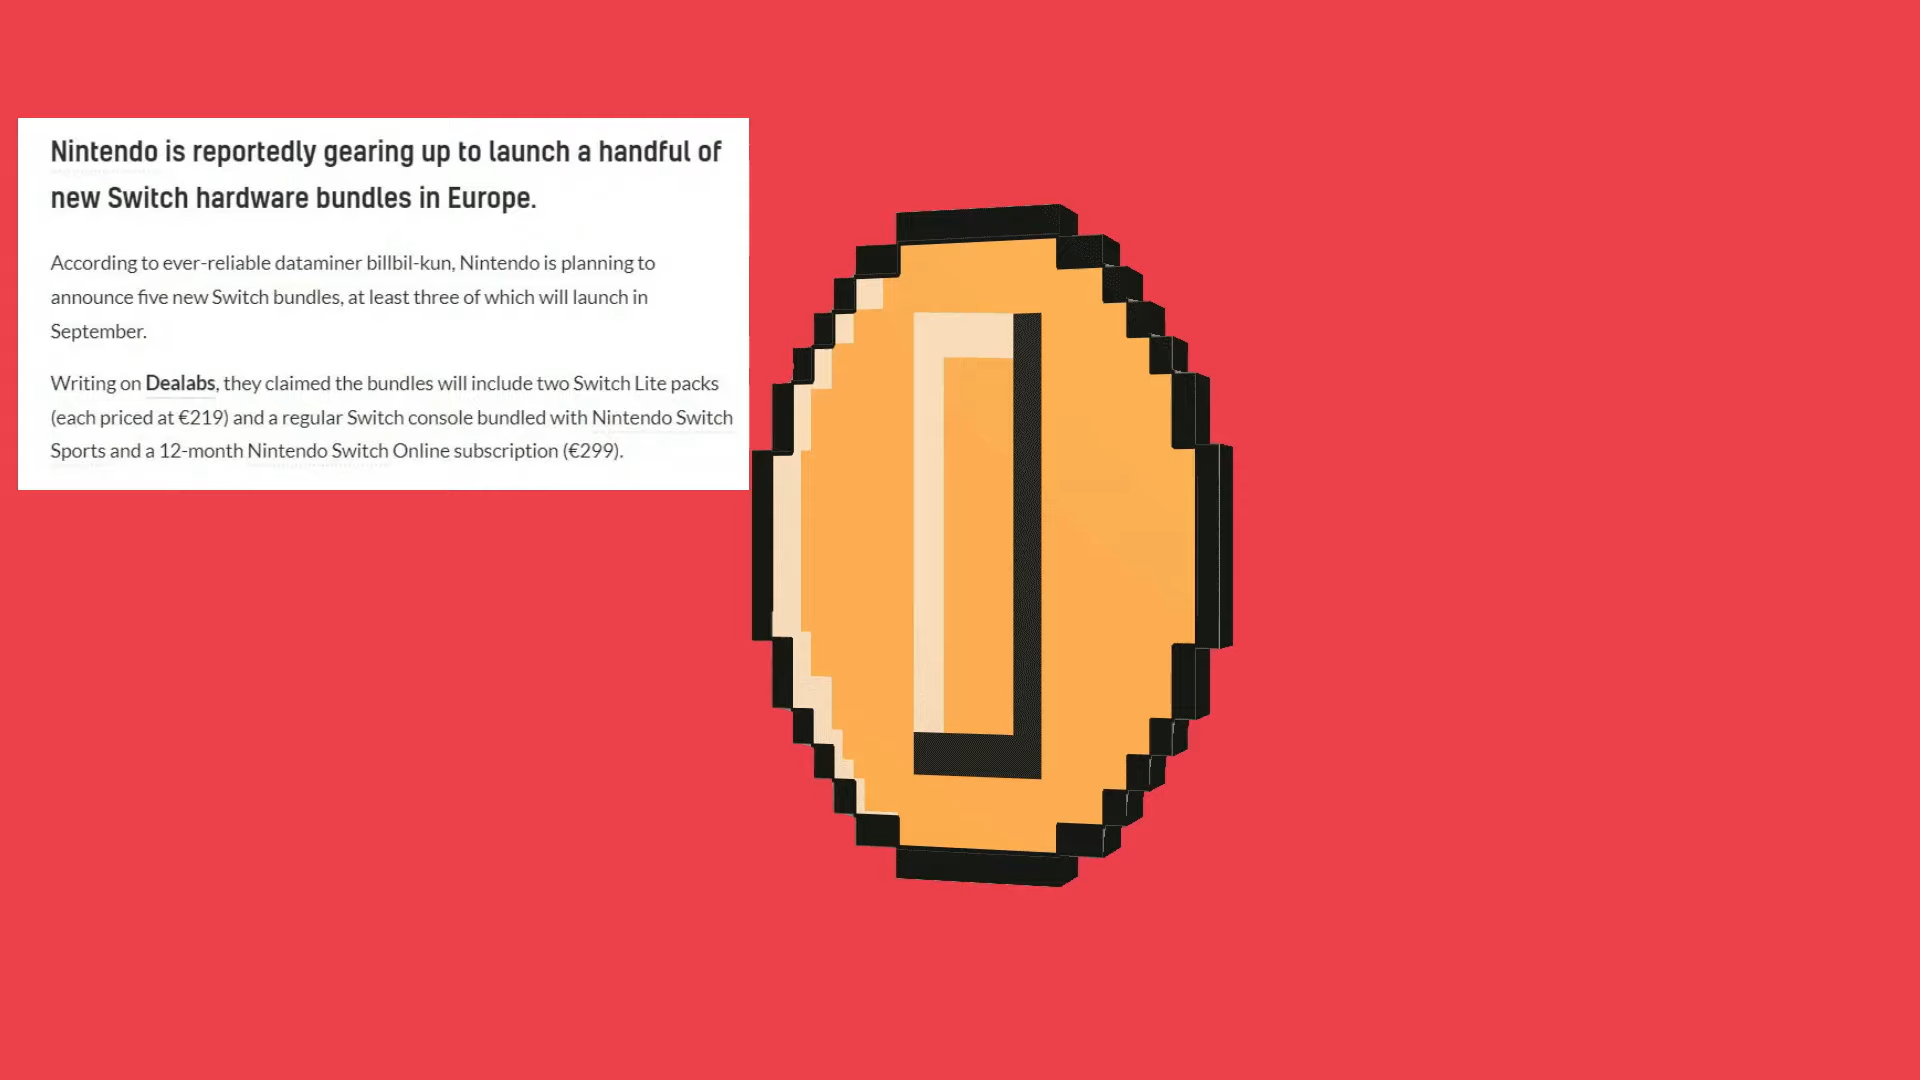 Nintendo is reportedly gearing up to launch a handful of
new Switch hardware bundles in Europe.
According to ever-reliable dataminer billbil-kun, Nintendo is planning to
announce five new Switch bundles, at least three of which will launch in
September.
Writing on Dealabs, they claimed the bundles will include two Switch Lite packs
(each priced at €219) and a regular Switch console bundled with Nintendo Switch
Sports and a 12-month Nintendo Switch Online subscription (€299).